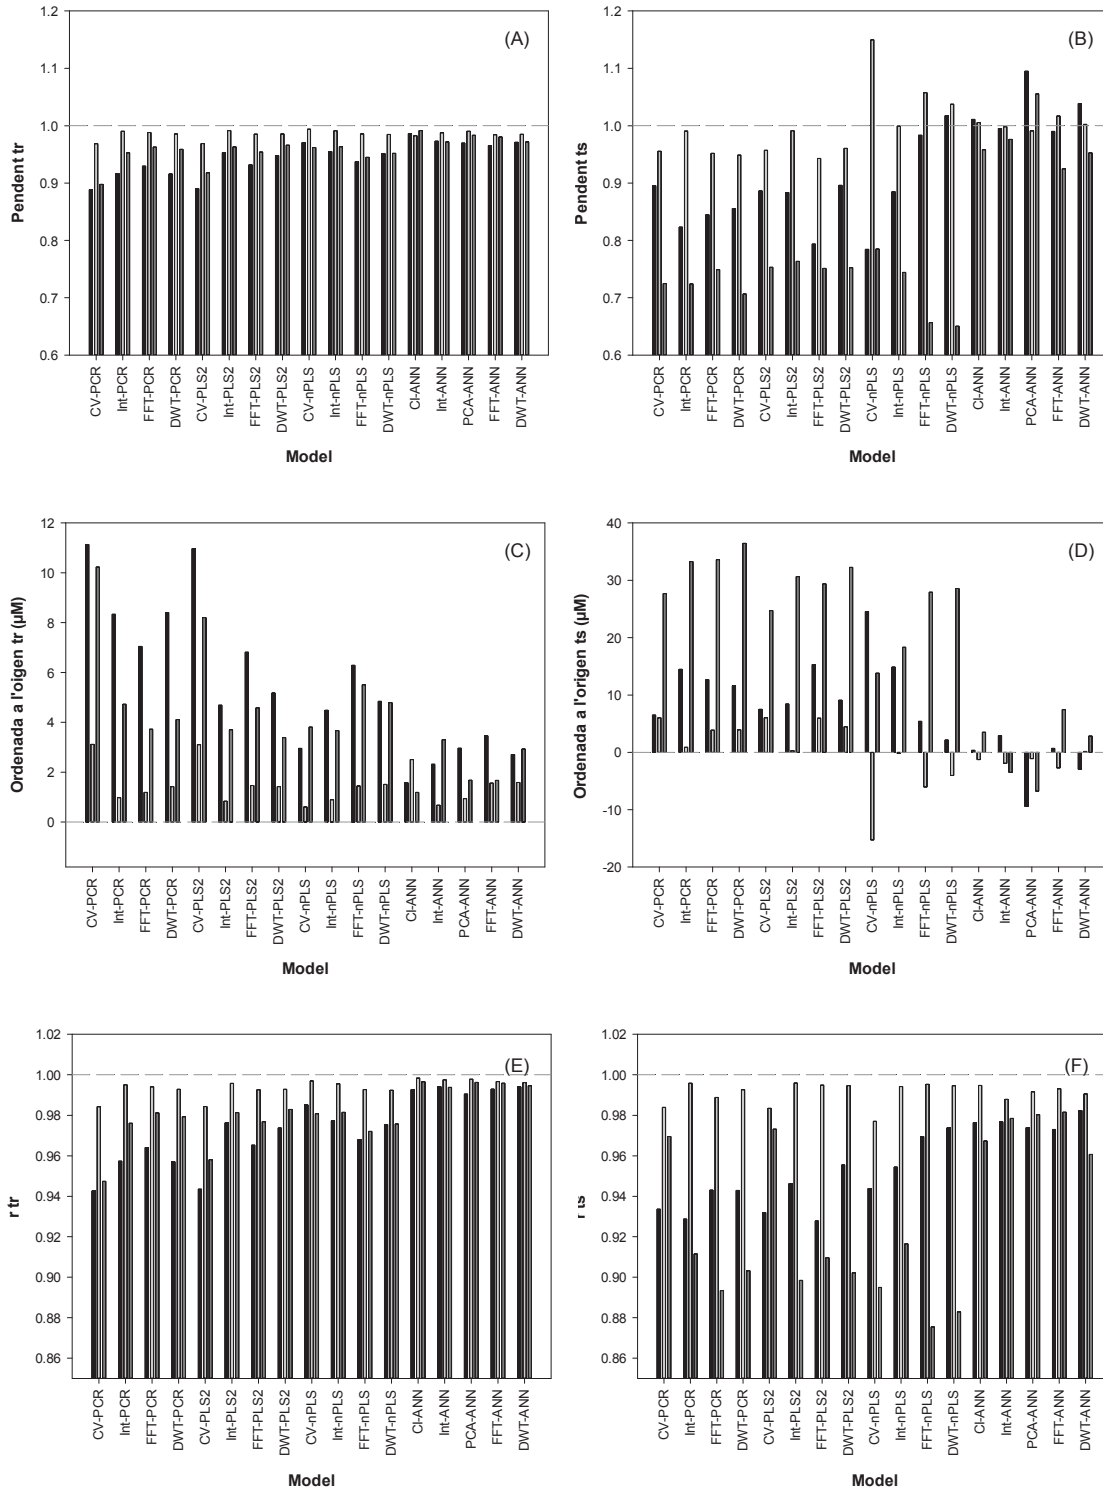 (A)
Pendent tr
1.2
1.1
1.0
0.9
0.8
0.7
0.6
CV-PCR
Int-PCR
FFT-PCR
DWT-PCR
CV-PLS2
Int-PLS2
FFT-PLS2
DWT-PLS2
CV-nPLS
Int-nPLS
FFT-nPLS
DWT-nPLS
CI-ANN
Int-ANN
PCA-ANN
FFT-ANN
DWT-ANN
Model
(B)
Pendent ts
1.2
1.1
1.0
0.9
0.8
0.7
0.6
CV-PCR
Int-PCR
FFT-PCR
DWT-PCR
CV-PLS2
Int-PLS2
FFT-PLS2
DWT-PLS2
CV-nPLS
Int-nPLS
FFT-nPLS
DWT-nPLS
CI-ANN
Int-ANN
PCA-ANN
FFT-ANN
DWT-ANN
Model
(C)
Ordenada a l'oigen tr (µM)
12
10
8
6
4
2
0
CV-PCR
Int-PCR
FFT-PCR
DWT-PCR
CV-PLS2
Int-PLS2
FFT-PLS2
DWT-PLS2
CV-nPLS
Int-nPLS
FFT-nPLS
DWT-nPLS
CI-ANN
Int-ANN
PCA-ANN
FFT-ANN
DWT-ANN
Model
(D)
Ordenada a l'origen ts (µM)
40
30
20
10
0
-10
-20
CV-PCR
Int-PCR
FFT-PCR
DWT-PCR
CV-PLS2
Int-PLS2
FFT-PLS2
DWT-PLS2
CV-nPLS
Int-nPLS
FFT-nPLS
DWT-nPLS
CI-ANN
Int-ANN
PCA-ANN
FFT-ANN
DWT-ANN
Model
(E)
r tr
1.02
1.00
0.98
0.96
0.94
0.92
0.90
0.88
0.86
CV-PCR
Int-PCR
FFT-PCR
DWT-PCR
CV-PLS2
Int-PLS2
FFT-PLS2
DWT-PLS2
CV-nPLS
Int-nPLS
FFT-nPLS
DWT-nPLS
CI-ANN
Int-ANN
PCA-ANN
FFT-ANN
DWT-ANN
Model
(F)
r ts
1.02
1.00
0.98
0.96
0.94
0.92
0.90
0.88
0.86
CV-PCR
Int-PCR
FFT-PCR
DWT-PCR
CV-PLS2
Int-PLS2
FFT-PLS2
DWT-PLS2
CV-nPLS
Int-nPLS
FFT-nPLS
DWT-nPLS
CI-ANN
Int-ANN
PCA-ANN
FFT-ANN
DWT-ANN
Model